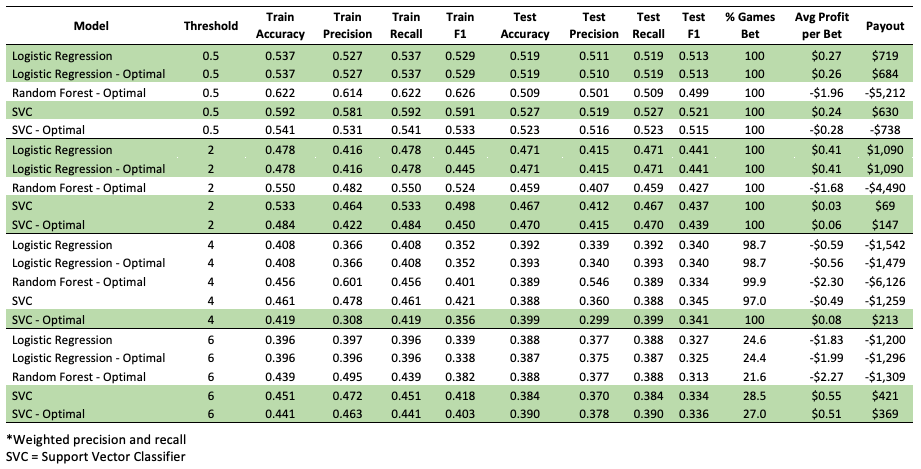 Model Threshold Train Accuracy Train Precision Train Recall Train F1 Test Accuracy Test Precision Test Recall Test F1 % Games Bet Avg Profit per Bet Payout
Logistic Regression 0.5 0.537 0.527 0.537 0.529 0.519 0.511 0.519 0.513 100 $0.27 $719
Logistic Regression - Optimal 0.5 0.537 0.527 0.537 0.529 0.519 0.510 0.519 0.513 100 $0.26 $684
Random Forest - Optimal 0.5 0.622 0.614 0.622 0.626 0.509 0.501 0.509 0.499 100 -$1.96 -$5,212
SVC 0.5 0.592 0.581 0.592 0.591 0.527 0.519 0.527 0.521 100 $0.24 $630
SVC - Optimal 0.5 0.541 0.531 0.541 0.533 0.523 0.516 0.523 0.515 100 -$0.28 -$738
Logistic Regression 2 0.478 0.416 0.478 0.445 0.471 0.415 0.471 0.441 100 $0.41 $1,090
Logistic Regression - Optimal 2 0.478 0.416 0.478 0.445 0.471 0.415 0.471 0.441 100 $0.41 $1,090
Random Forest - Optimal 2 0.550 0.482 0.550 0.524 0.459 0.407 0.459 0.427 100 -$1.68 -$4,490
SVC 2 0.533 0.464 0.533 0.498 0.467 0.412 0.467 0.437 100 $0.03 $69
SVC - Optimal 2 0.484 0.422 0.484 0.450 0.470 0.415 0.470 0.439 100 $0.06 $147
Logistic Regression 4 0.408 0.366 0.408 0.352 0.392 0.339 0.392 0.340 98.7 -$0.59 -$1,542
Logistic Regression - Optimal 4 0.408 0.366 0.408 0.352 0.393 0.340 0.393 0.340 98.7 -$0.56 -$1,479
Random Forest - Optimal 4 0.456 0.601 0.456 0.401 0.389 0.546 0.389 0.334 99.9 -$2.30 -$6,126
SVC 4 0.461 0.478 0.461 0.421 0.388 0.360 0.388 0.345 97.0 -$0.49 -$1,259
SVC - Optimal 4 0.419 0.308 0.419 0.356 0.399 0.299 0.399 0.341 100 $0.08 $213
Logistic Regression 6 0.396 0.397 0.396 0.339 0.388 0.377 0.388 0.327 24.6 -$1.83 -$1,200
Logistic Regression - Optimal 6 0.396 0.396 0.396 0.338 0.387 0.375 0.387 0.325 24.4 -$1.99 -$1,296
Random Forest - Optimal 6 0.439 0.495 0.439 0.382 0.388 0.377 0.388 0.313 21.6 -$2.27 -$1,309
SVC 6 0.451 0.472 0.451 0.418 0.384 0.370 0.384 0.334 28.5 $0.55 $421
SVC - Optimal 6 0.441 0.463 0.441 0.403 0.390 0.378 0.390 0.336 27.0 $0.51 $369
*Weighted precision and recall
SVC = Support Vector Classifier